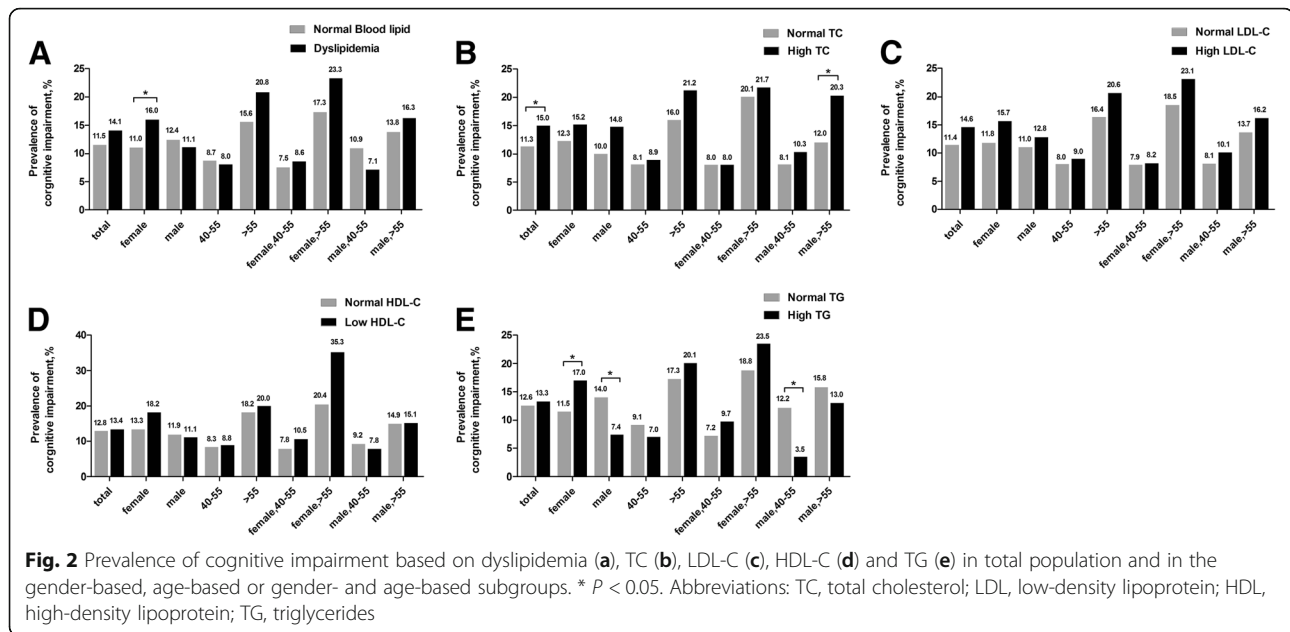 A
Normal Blood lipid
Dyslipidemia
Prevalence of
corgnitive impairment,%
25
20
15
10
5
0
11.5 14.1 11.0 * 16.0 12.4 11.1 8.7 8.0 15.6 20.8 7.5 8.6 17.3 23.3 10.9 7.1 13.8 16.3
total female male 40-55 >55 female,40-55 female,>55 male,40-55 male,>55
B
Normal TC
High TC
Prevalence of
corgnitive impairment,%
25
20
15
10
5
0
11.3 * 15.0 12.3 15.2 10.0 14.8 8.1 8.9 16.0 21.2 8.0 8.0 20.1 21.7 8.1 10.3 12.0 * 20.3
total female male 40-55 >55 female,40-55 female,>55 male,40-55 male,>55
C
Normal LDL-C
High LDL-C
Prevalence of
corgnitive impairment,%
25
20
15
10
5
0
11.4 14.6 11.8 15.7 11.0 12.8 8.0 9.0 16.4 20.6 7.9 8.2 18.5 23.1 8.1 10.1 13.7 16.2
total female male 40-55 >55 female,40-55 female,>55 male,40-55 male,>55
D
Normal HDL-C
Low HDL-C
Prevalence of
corgnitive impairment,%
40
30
20
10
0
12.8 13.4 13.3 18.2 11.9 11.1 8.3 8.8 18.2 20.0 7.8 10.5 20.4 35.3 9.2 7.8 14.9 15.1
total female male 40-55 >55 female,40-55 female,>55 male,40-55 male,>55
E
Normal TG
High TG
Prevalence of
corgnitive impairment,%
25
20
15
10
5
0
12.6 13.3 11.5 * 17.0 14.0 * 7.4 9.1 7.0 17.3 20.1 7.2 9.7 18.8 23.5 12.2 * 3.5 15.8 13.0
total female male 40-55 >55 female,40-55 female,>55 male,40-55 male,>55
Fig. 2 Prevalence of cognitive impairment based on dyslipidemia (a), TC (b), LDL-C (c), HDL-C (d) and TG (e) in total population and in the
gender-based, age-based or gender- and age-based subgroups. * P < 0.05. Abbreviations: TC, total cholesterol; LDL, low-density lipoprotein; HDL,
high-density lipoprotein; TG, triglycerides